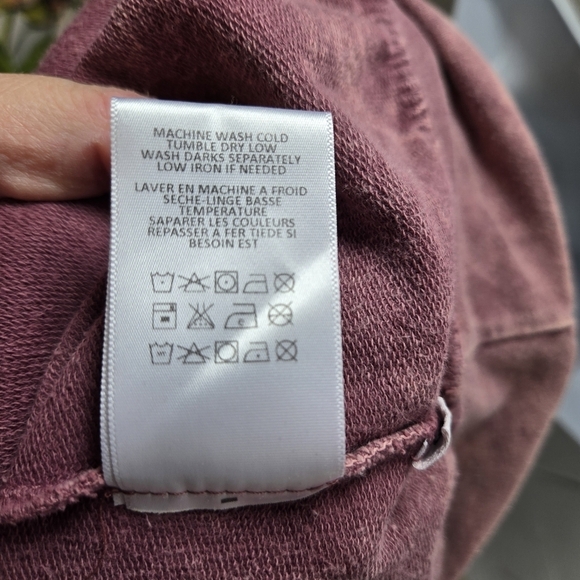 MACHINE WASH COLD
TUMBLE DRY LOW
WASH DARKS SEPARATELY
LOW IRON IF NEEDED
LAVER EN MACHINE A FROID
SECHE-LINGE BASSE
TEMPERATURE
SAPARER LES COULEURS
REPASSER A FER TIEDE SI
BESOIN EST